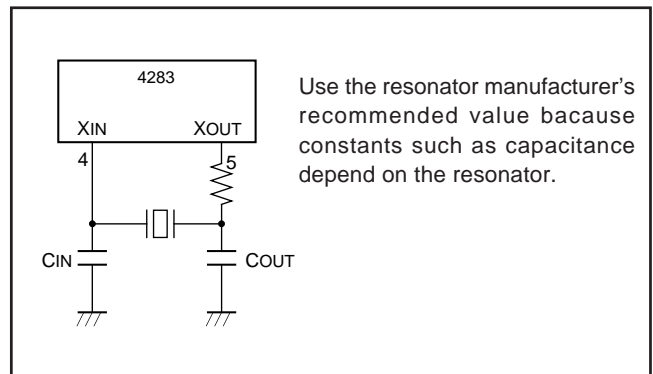 4283
XIN XOUT
4 5
CIN COUT
Use the resonator manufacturer's
recommended value bacause
constants such as capacitance
depend on the resonator.